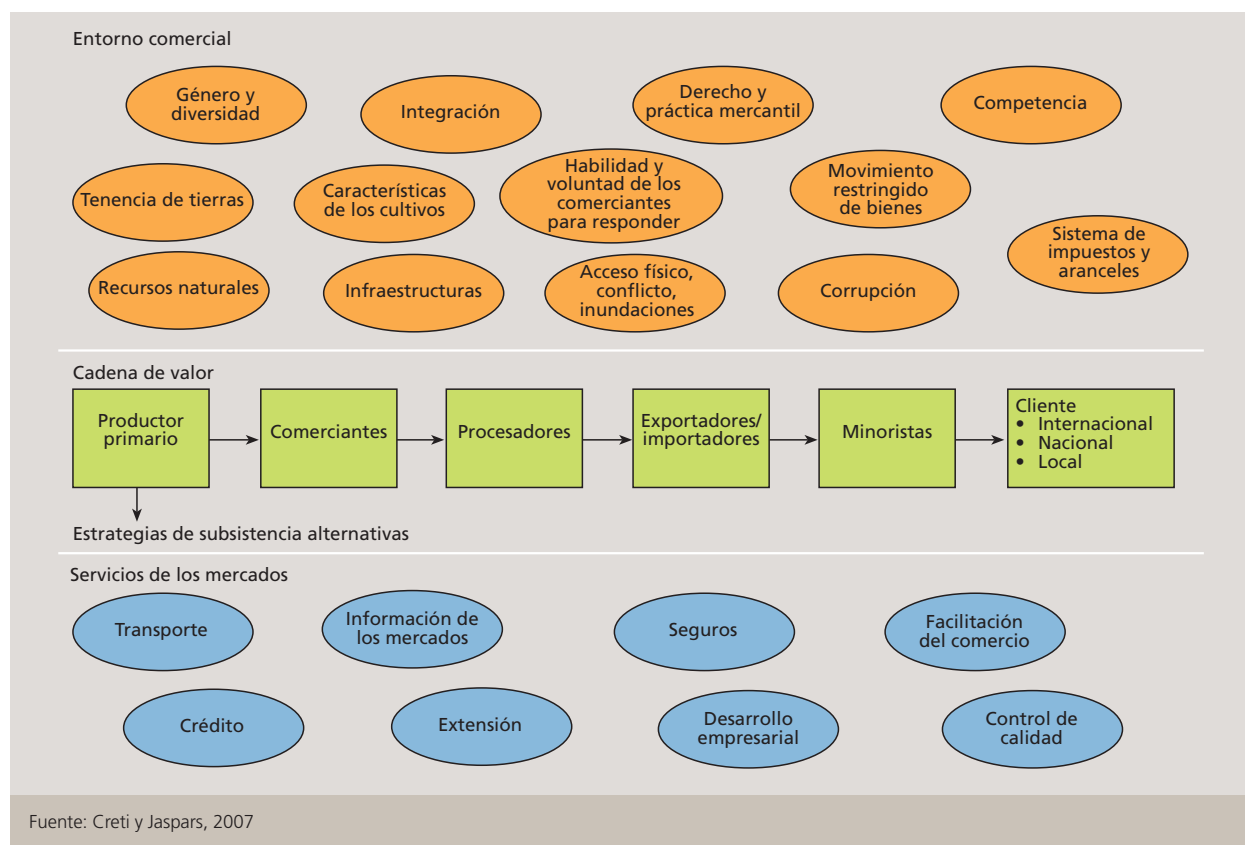 Entorno comercial
Género y
diversidad
Integración
Derecho y
práctica mercantil
Competencia
Tenencia de tierras
Características
de los cultivos
Habilidad y
voluntad de los
comerciantes
para responder
Movimiento
restringido
de bienes
Sistema de
impuestos y
aranceles
Recursos naturales
Infraestructuras
Acceso físico,
conflicto,
inundaciones
Corrupción
Cadena de valor
Productor
primario
Comerciantes
Procesadores
Exportadores/
importadores
Minoristas
Cliente
• Internacional
• Nacional
• Local
Estrategias de subsistencia alternativas
Servicios de los mercados
Transporte
Información de
los mercados
Seguros
Facilitación
del comercio
Crédito
Extensión
Desarrollo
empresarial
Control de
calidad
Fuente: Creti y Jaspars, 2007